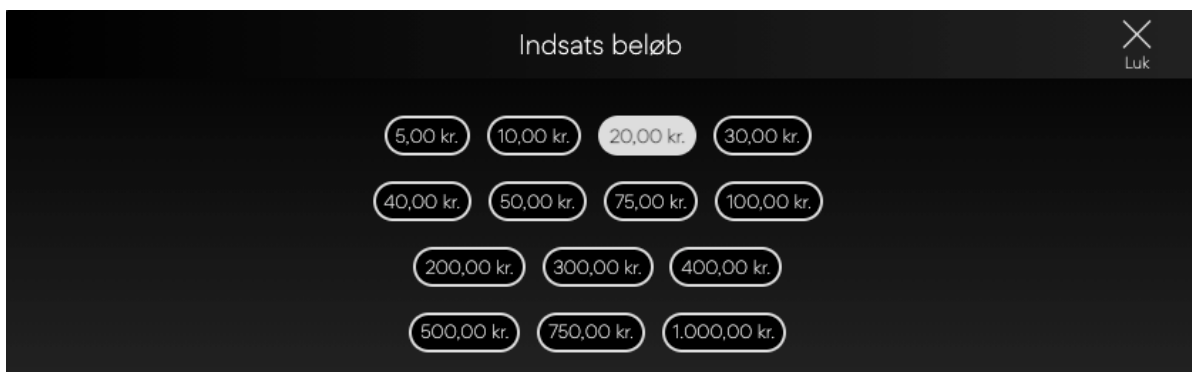 Indsats beløb
Luk
5,00 kr. 10,00 kr. 20,00 kr. 30,00 kr.
40,00 kr. 50,00 kr. 75,00 kr. 100,00 kr.
200,00 kr. 300,00 kr. 400,00 kr.
500,00 kr. 750,00 kr. 1.000,00 kr.